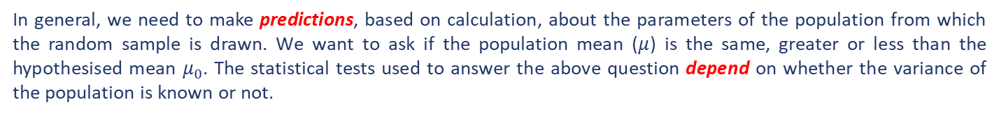 In general, we need to make predictions, based on calculation, about the parameters of the population from which
the random sample is drawn. We want to ask if the population mean (μ) is the same, greater or less than the
hypothesised mean μ₀. The statistical tests used to answer the above question depend on whether the variance of
the population is known or not.